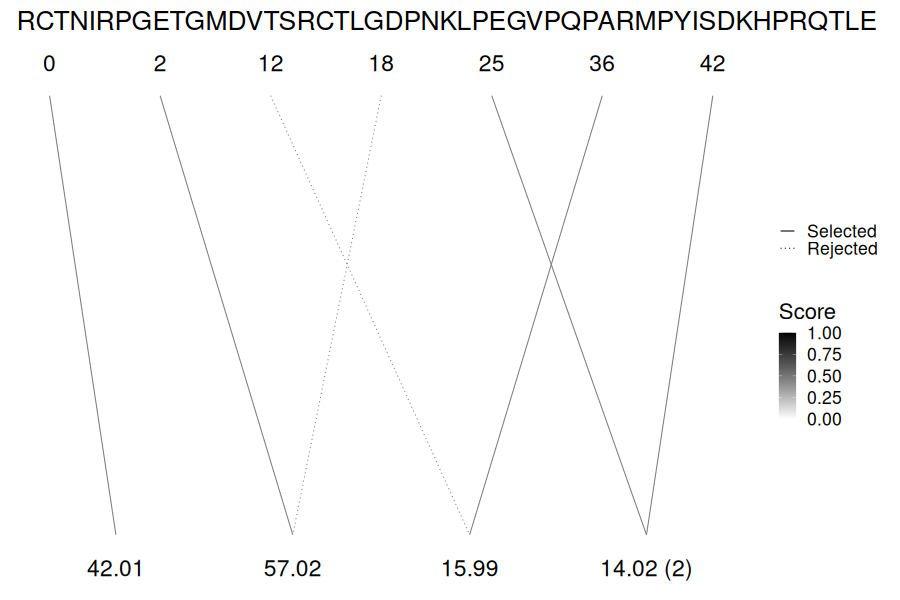 RCTNIRPGETGMDVTSRCTLGDPNKLPEGVPQPARMPYISDKHPRQTLE
0 2 12 18 25 36 42
Selected
Rejected
Score
1.00
0.75
0.50
0.25
0.00
42.01 57.02 15.99 14.02 (2)